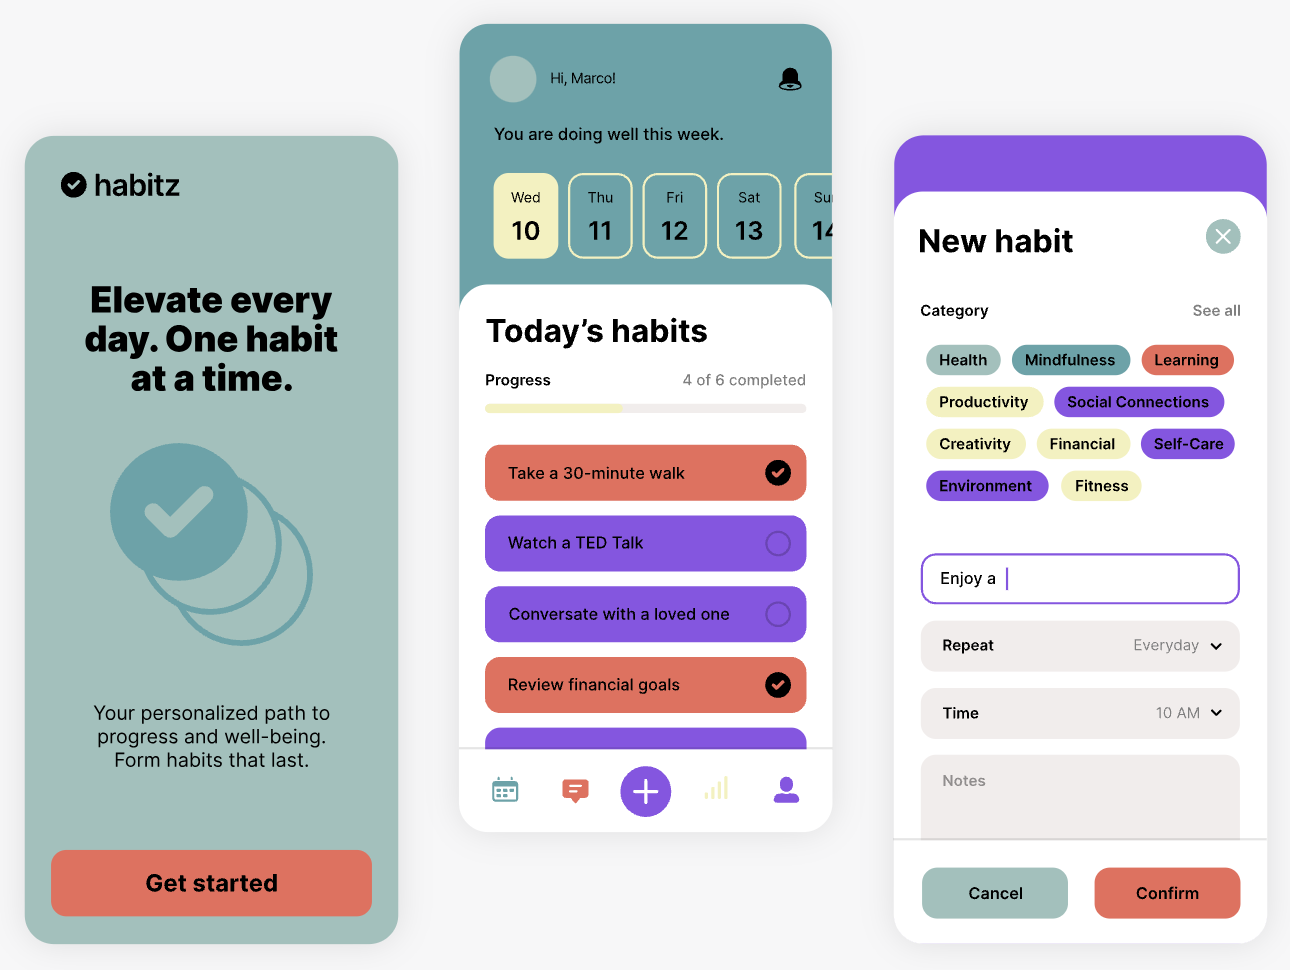 habitz
Elevate every
day. One habit
at a time.
Your personalized path to
progress and well-being.
Form habits that last.
Get started
Hi, Marco!
You are doing well this week.
Wed Thu Fri Sat
10 11 12 13
Today’s habits
Progress 4 of 6 completed
Take a 30-minute walk
Watch a TED Talk
Conversate with a loved one
Review financial goals
New habit
Category See all
Health Mindfulness Learning
Productivity Social Connections
Creativity Financial Self-Care
Environment Fitness
Enjoy a
Repeat Everyday
Time 10 AM
Notes
Cancel Confirm